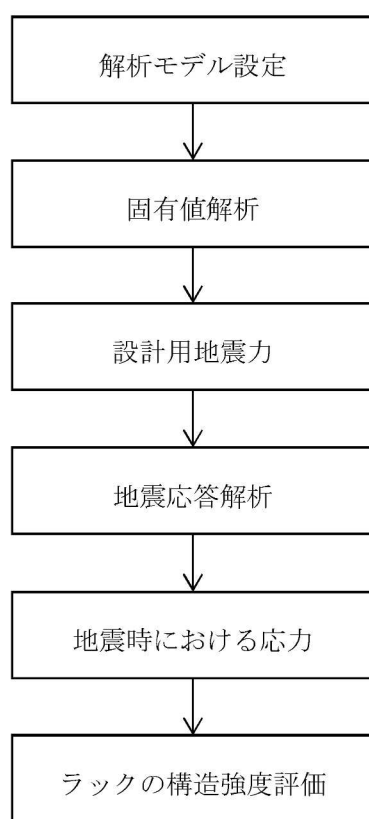 解析モデル設定
固有値解析
設計用地震力
地震応答解析
地震時における応力
ラックの構造強度評価